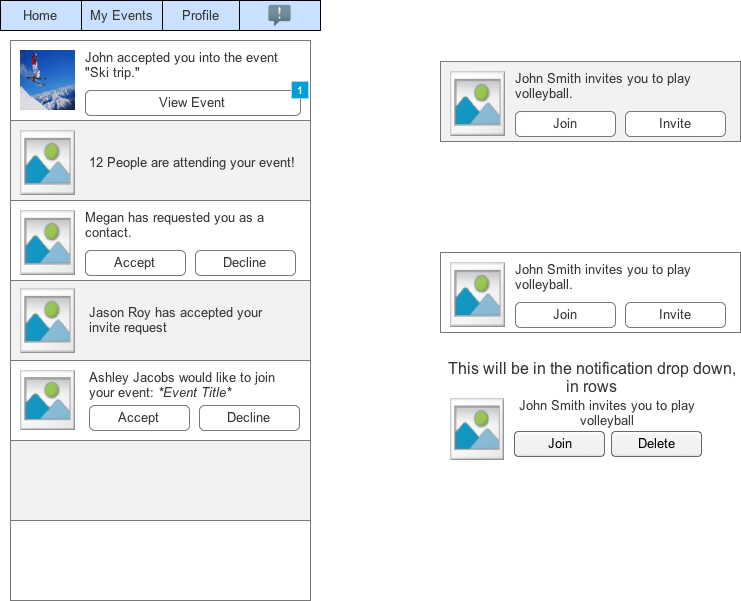 Home
My Events
Profile
!
John accepted you into the event
"Ski trip."
View Event
1
12 People are attending your event!
Megan has requested you as a
contact.
Accept
Decline
Jason Roy has accepted your
invite request
Ashley Jacobs would like to join
your event: *Event Title*
Accept
Decline
John Smith invites you to play
volleyball.
Join
Invite
John Smith invites you to play
volleyball.
Join
Invite
This will be in the notification drop down,
in rows
John Smith invites you to play
volleyball
Join
Delete